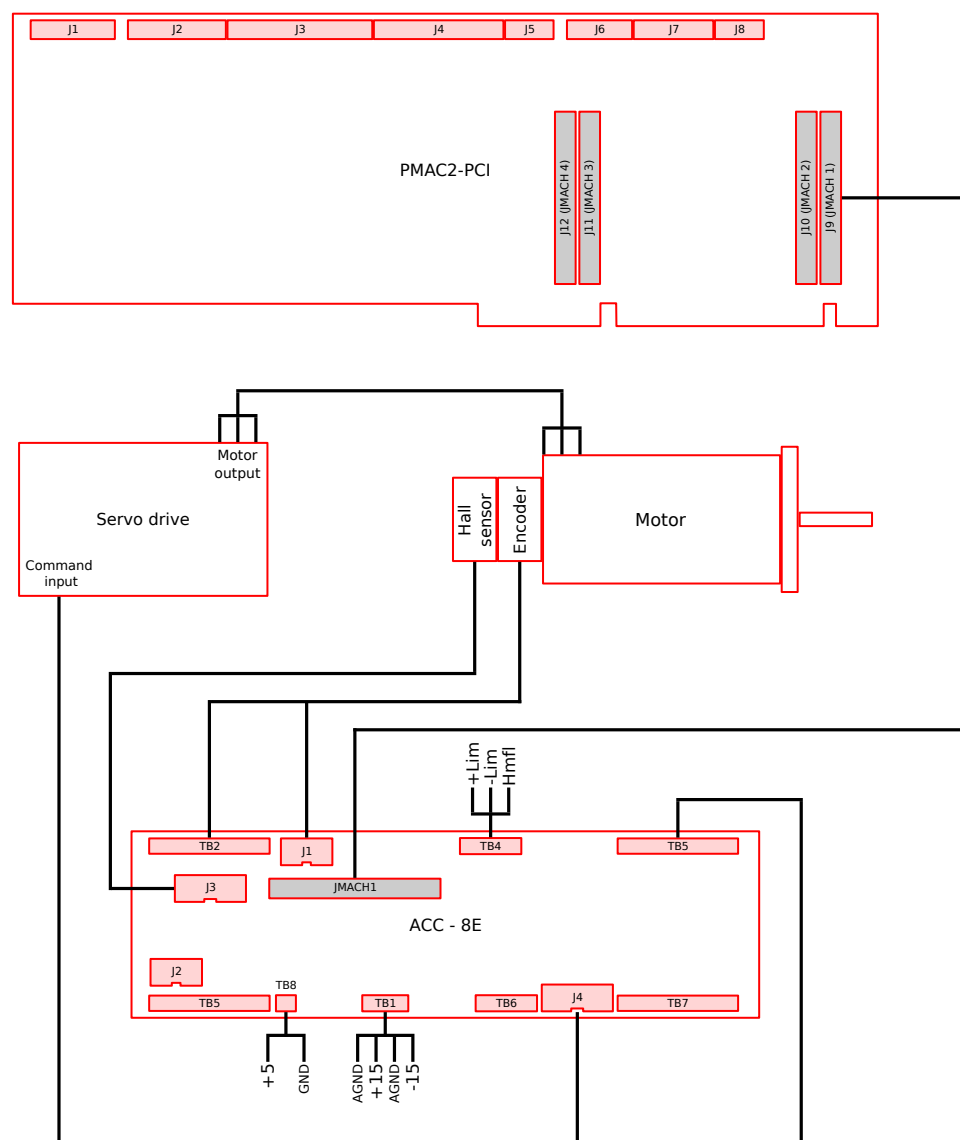 J1
J2
J3
J4
J5
J6
J7
J8
PMAC2-PCI
J12 (JMACH 4)
J11 (JMACH 3)
J10 (JMACH 2)
J9 (JMACH 1)
Motor
output
Servo drive
Command
input
Hall
sensor
Encoder
Motor
+Lim
-Lim
Hmfl
TB2
J1
TB4
TB5
J3
JMACH1
ACC - 8E
J2
TB5
TB8
TB1
TB6
J4
TB7
+5
GND
AGND
+15
AGND
-15